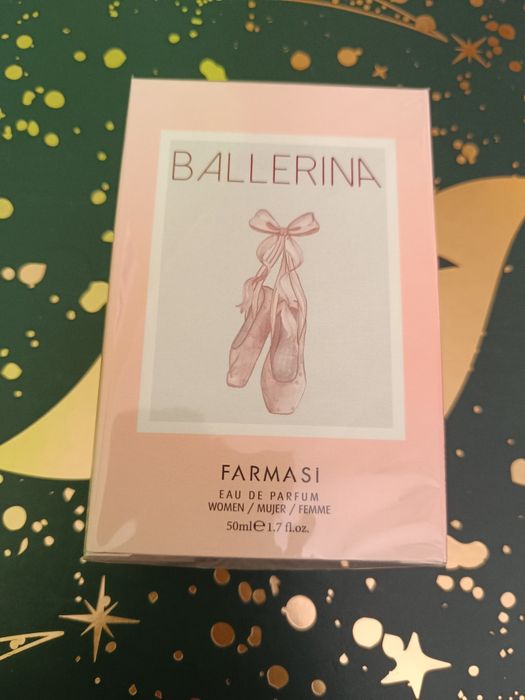 BALLERINA
FARMASi
EAU DE PARFUM
WOMEN / MUJER / FEMME
50ml℮1.7 fl.oz.